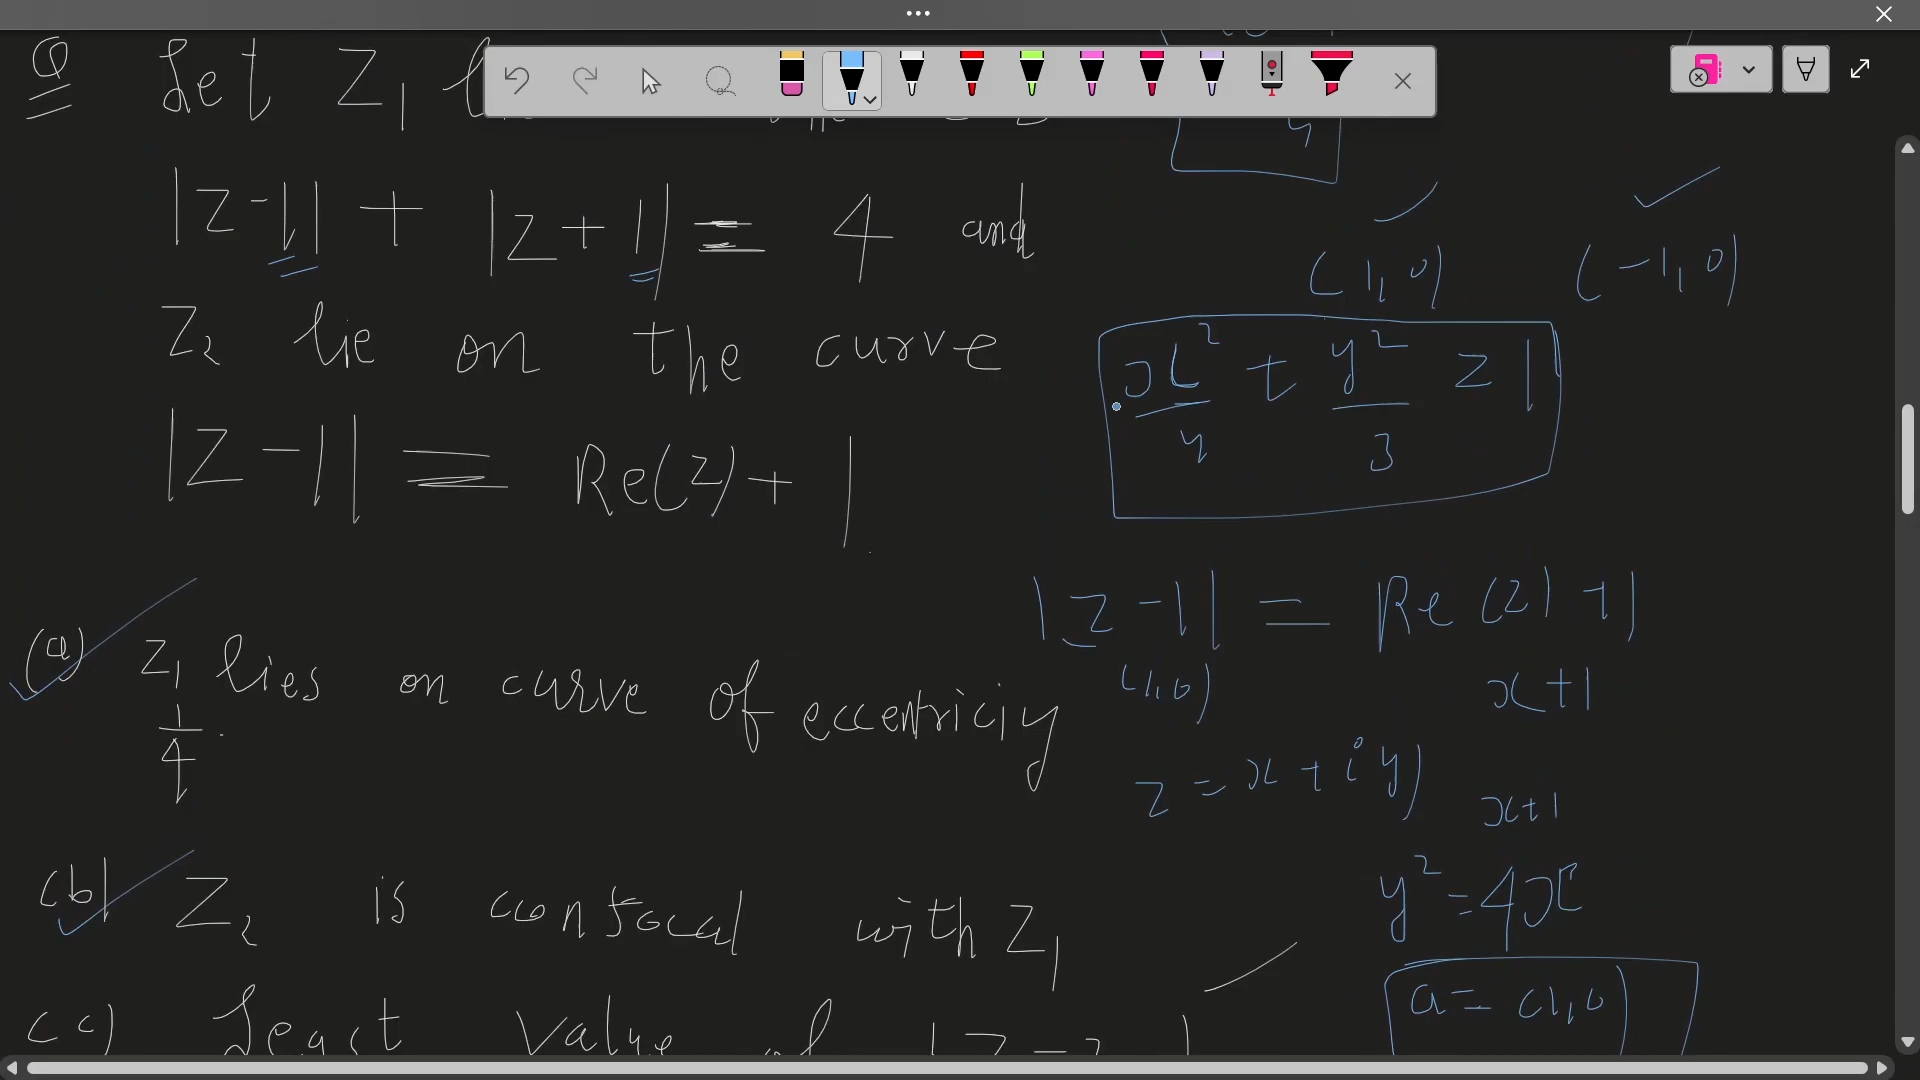 Q Let Z₁
|Z-1| + |Z+1| = 4 and
Z₂ lie on the curve
|Z-1| = Re(Z) + 1
(a) Z₁ lies on curve of eccentriciy
1/4.
(b) Z₂ is confocal with Z₁
(c) Least value of |Z-Z
4
(1, 0) (-1, 0)
x²/4 + y²/3 = 1
|Z-1| = Re(Z) + 1
(1,0) x+1
Z = x + iy)
x+1
y² = 4x
a = (1,0)